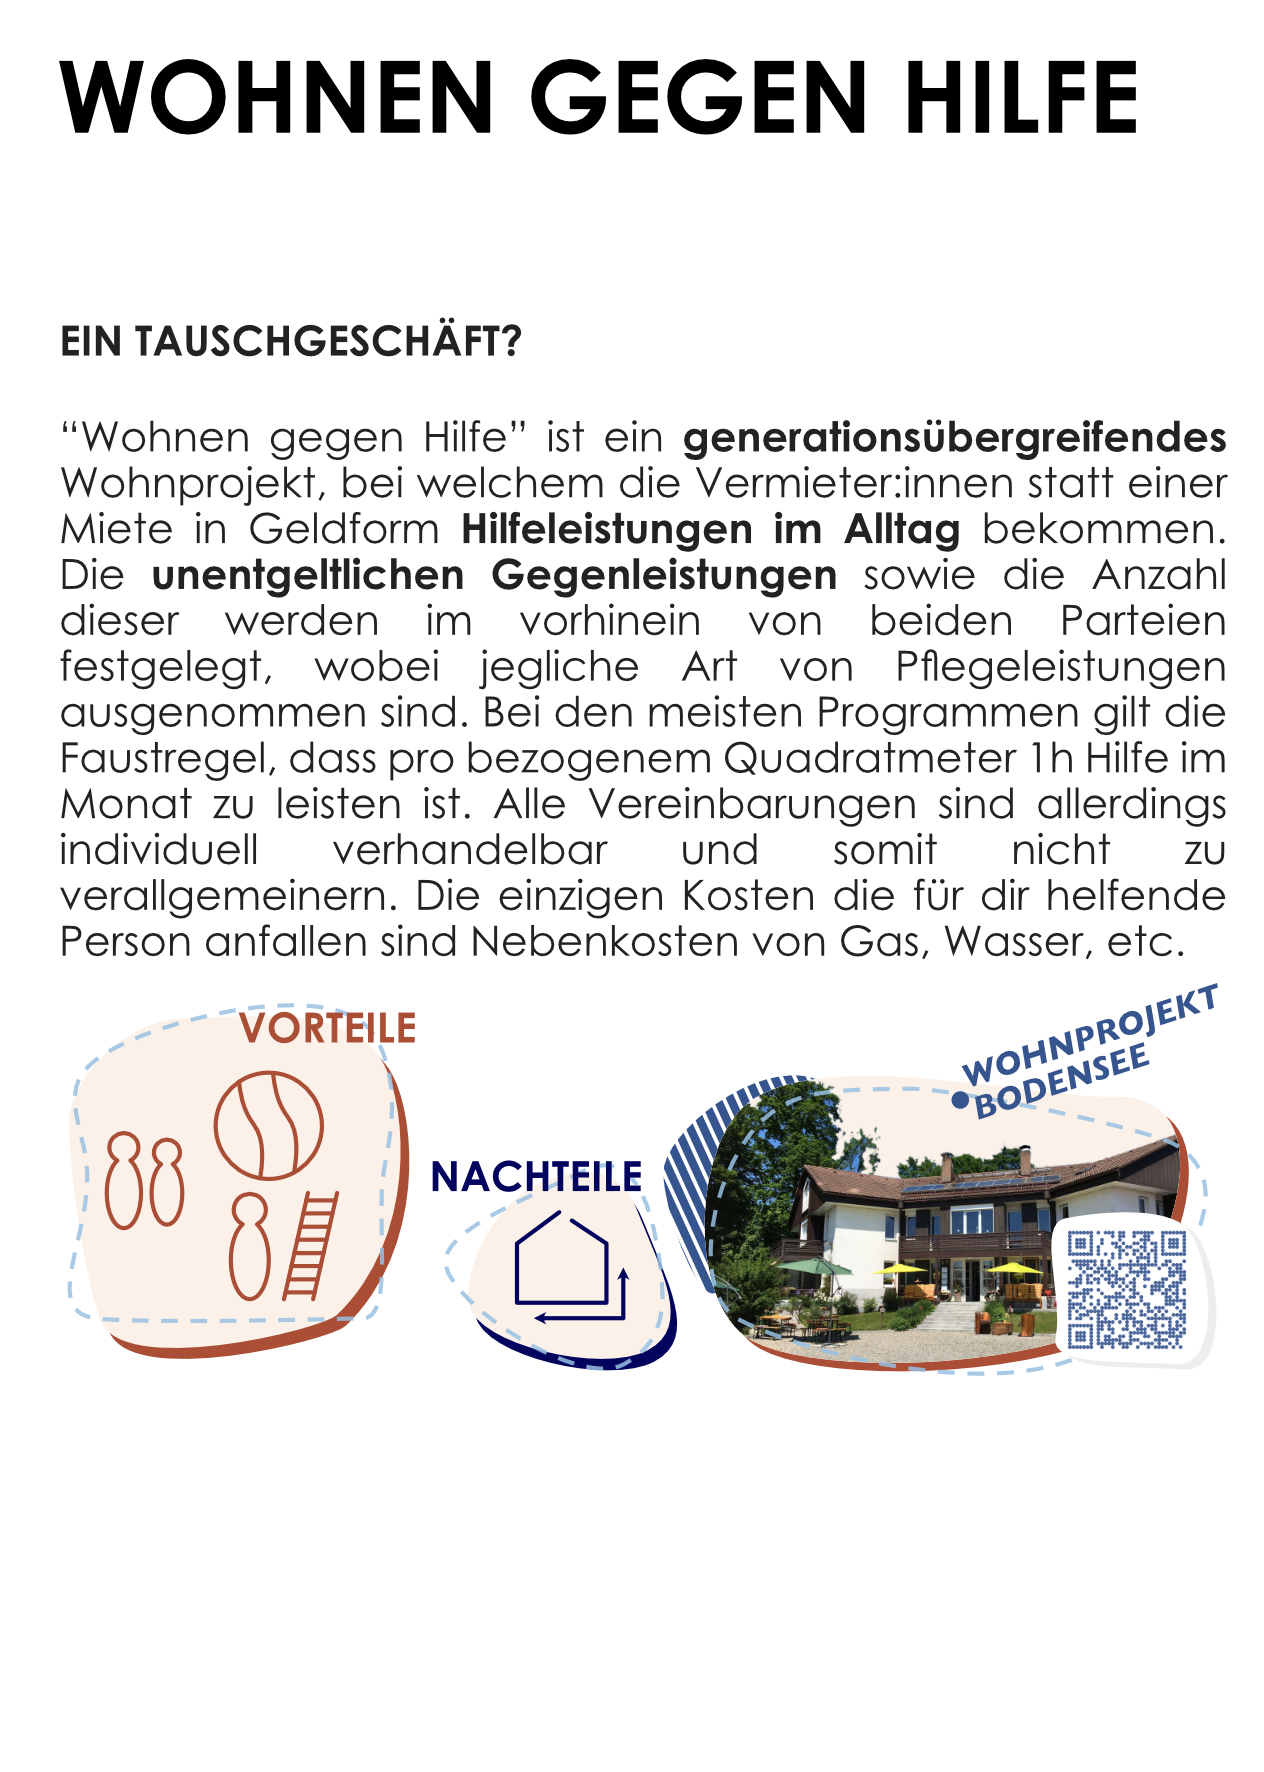 WOHNEN GEGEN HILFE
EIN TAUSCHGESCHÄFT?
“Wohnen gegen Hilfe” ist ein generationsübergreifendes
Wohnprojekt, bei welchem die Vermieter:innen statt einer
Miete in Geldform Hilfeleistungen im Alltag bekommen.
Die unentgeltlichen Gegenleistungen sowie die Anzahl
dieser werden im vorhinein von beiden Parteien
festgelegt, wobei jegliche Art von Pflegeleistungen
ausgenommen sind. Bei den meisten Programmen gilt die
Faustregel, dass pro bezogenem Quadratmeter 1h Hilfe im
Monat zu leisten ist. Alle Vereinbarungen sind allerdings
individuell verhandelbar und somit nicht zu
verallgemeinern. Die einzigen Kosten die für dir helfende
Person anfallen sind Nebenkosten von Gas, Wasser, etc.
VORTEILE
NACHTEILE
WOHNPROJEKT
BODENSEE